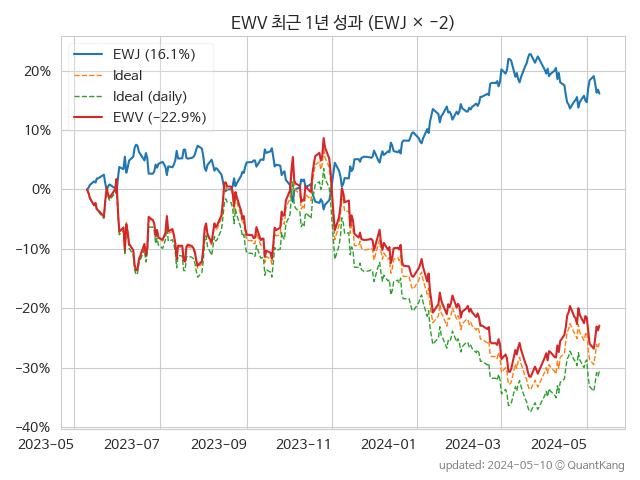 EWV 최근 1년 성과 (EWJ × −2)
EWJ (16.1%)
Ideal
Ideal (daily)
EWV (−22.9%)
20%
10%
0%
−10%
−20%
−30%
−40%
2023-05 2023-07 2023-09 2023-11 2024-01 2024-03 2024-05
updated: 2024-05-10 © QuantKang